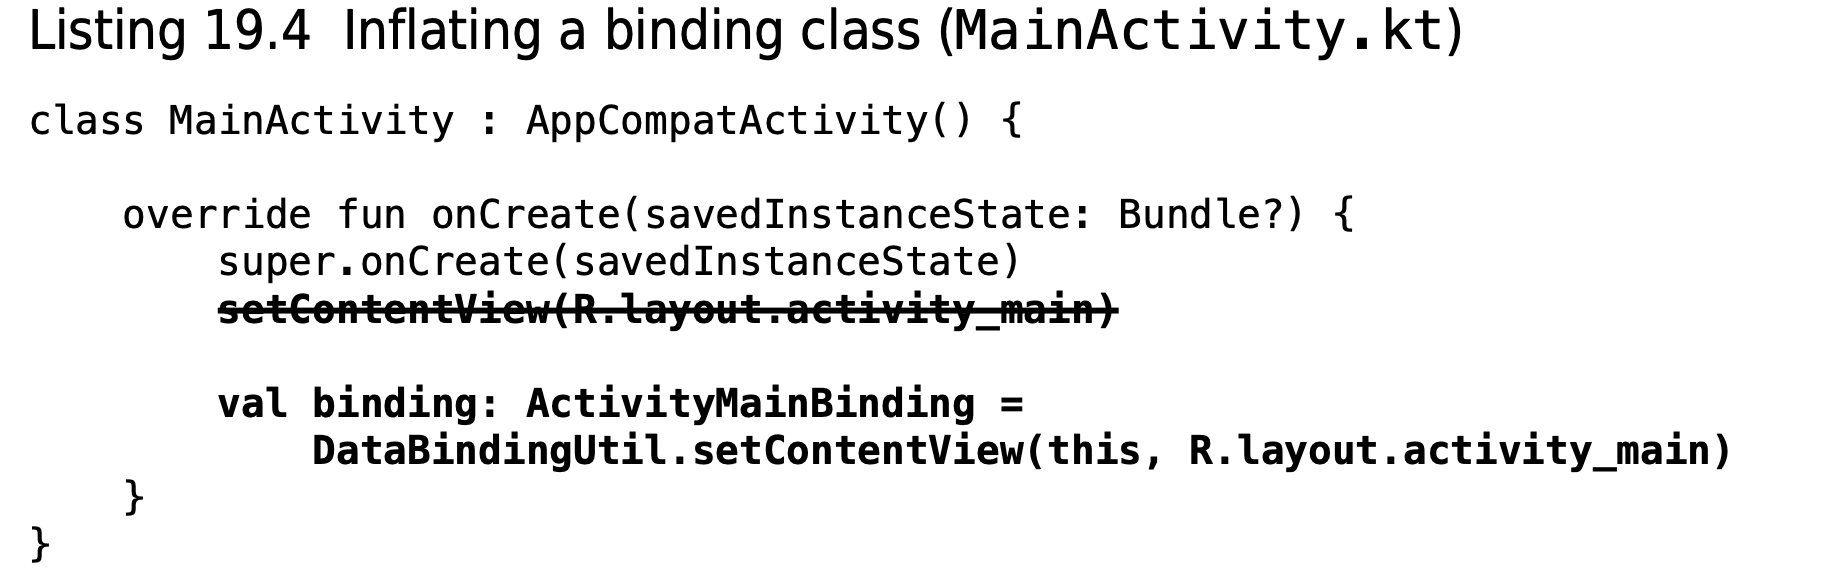 Listing 19.4  Inflating a binding class (MainActivity.kt)
class MainActivity : AppCompatActivity() {
    override fun onCreate(savedInstanceState: Bundle?) {
        super.onCreate(savedInstanceState)
        setContentView(R.layout.activity_main)
        val binding: ActivityMainBinding =
            DataBindingUtil.setContentView(this, R.layout.activity_main)
    }
}